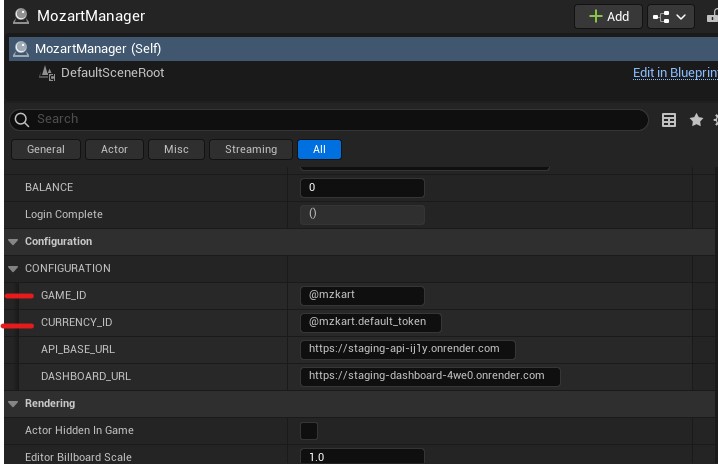 MozartManager
+ Add
MozartManager (Self)
DefaultSceneRoot
Edit in Blueprin
Search
General Actor Misc Streaming All
BALANCE 0
Login Complete ()
Configuration
CONFIGURATION
GAME_ID @mzkart
CURRENCY_ID @mzkart.default_token
API_BASE_URL https://staging-api-ij1y.onrender.com
DASHBOARD_URL https://staging-dashboard-4we0.onrender.com
Rendering
Actor Hidden In Game
Editor Billboard Scale 1.0